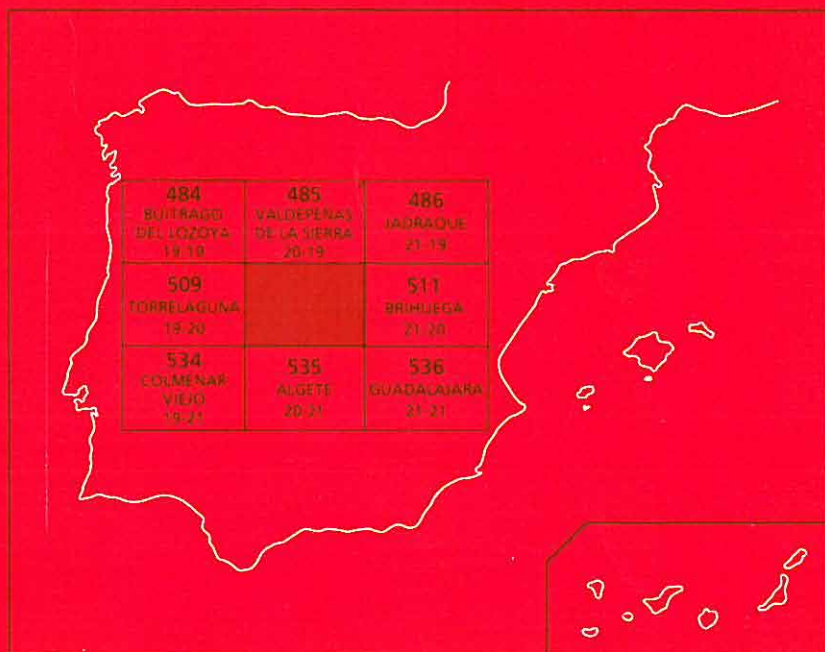 484
BUITRAGO
DEL LOZOYA
19-19
485
VALDEPEÑAS
DE LA SIERRA
20-19
486
JADRAQUE
21-19
509
TORRELAGUNA
19-20
511
BRIHUEGA
21-20
534
COLMENAR
VIEJO
19-21
535
ALGETE
20-21
536
GUADALAJARA
21-21